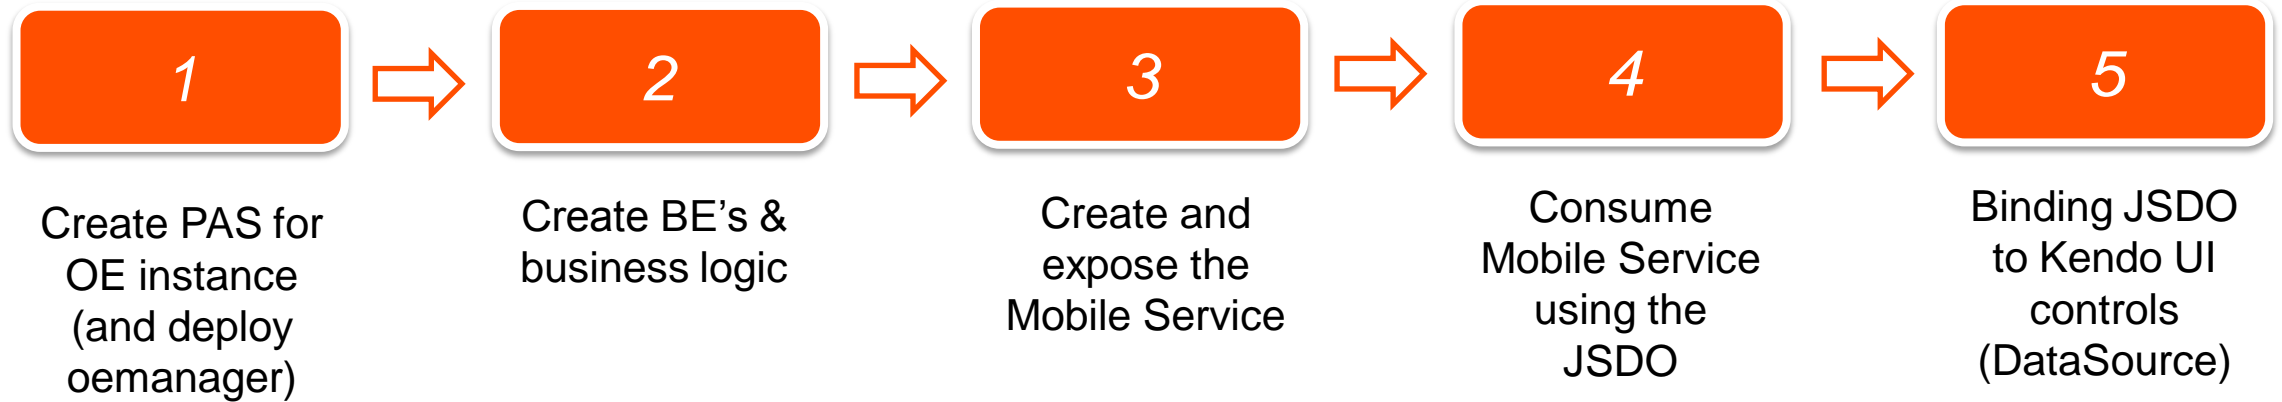 1
Create PAS for
OE instance
(and deploy
oemanager)
2
Create BE’s &
business logic
3
Create and
expose the
Mobile Service
4
Consume
Mobile Service
using the
JSDO
5
Binding JSDO
to Kendo UI
controls
(DataSource)